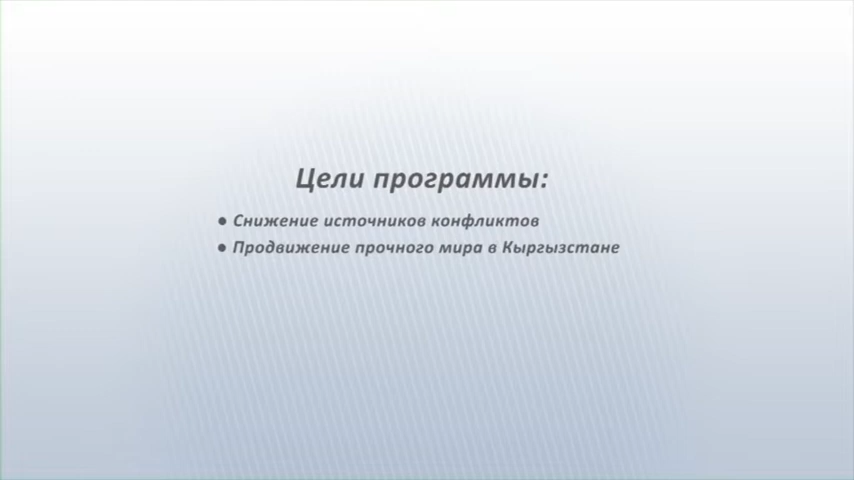 Цели программы:
● Снижение источников конфликтов
● Продвижение прочного мира в Кыргызстане